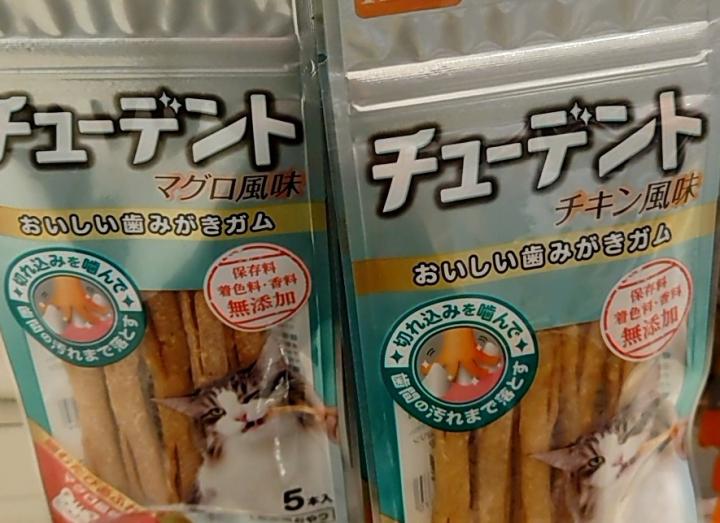 チューデント
マグロ風味
おいしい歯みがきガム
切れ込みを噛んで
歯間の汚れまで落とす
保存料
着色料・香料
無添加
5本入
チューデント
チキン風味
おいしい歯みがきガム
切れ込みを噛んで
歯間の汚れまで落とす
保存料
着色料・香料
無添加